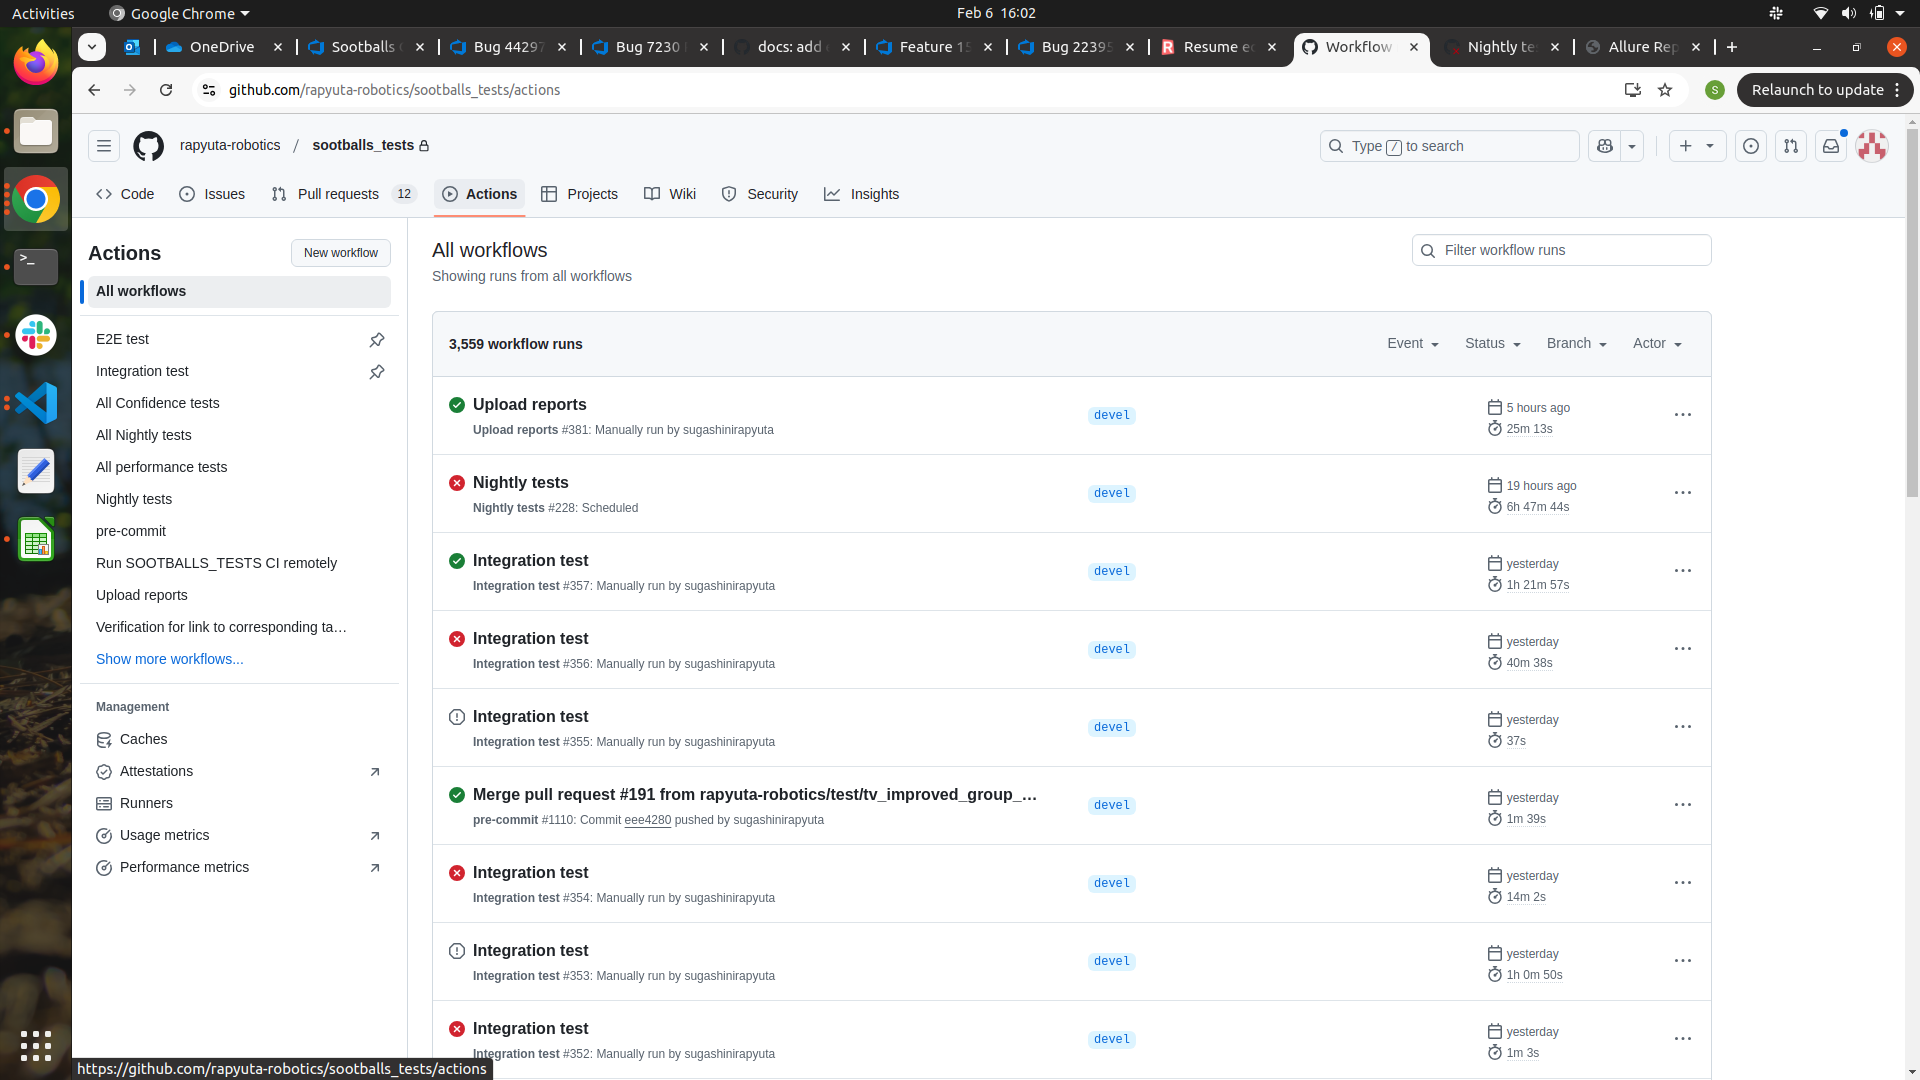 Activities
Google Chrome
Feb 6 16:02
OneDrive
Sootballs
Bug 44297
Bug 7230
docs: add
Feature 15
Bug 22395
Resume
Workflow
Nightly te
Allure Rep
github.com/rapyuta-robotics/sootballs_tests/actions
S
Relaunch to update
rapyuta-robotics / sootballs_tests
Type / to search
Code
Issues
Pull requests 12
Actions
Projects
Wiki
Security
Insights
Actions
New workflow
All workflows
E2E test
Integration test
All Confidence tests
All Nightly tests
All performance tests
Nightly tests
pre-commit
Run SOOTBALLS_TESTS CI remotely
Upload reports
Verification for link to corresponding ta…
Show more workflows...
Management
Caches
Attestations
Runners
Usage metrics
Performance metrics
All workflows
Showing runs from all workflows
Filter workflow runs
3,559 workflow runs
Event
Status
Branch
Actor
Upload reports
Upload reports #381: Manually run by sugashinirapyuta
devel
5 hours ago
25m 13s
Nightly tests
Nightly tests #228: Scheduled
devel
19 hours ago
6h 47m 44s
Integration test
Integration test #357: Manually run by sugashinirapyuta
devel
yesterday
1h 21m 57s
Integration test
Integration test #356: Manually run by sugashinirapyuta
devel
yesterday
40m 38s
Integration test
Integration test #355: Manually run by sugashinirapyuta
devel
yesterday
37s
Merge pull request #191 from rapyuta-robotics/test/tv_improved_group_…
pre-commit #1110: Commit eee4280 pushed by sugashinirapyuta
devel
yesterday
1m 39s
Integration test
Integration test #354: Manually run by sugashinirapyuta
devel
yesterday
14m 2s
Integration test
Integration test #353: Manually run by sugashinirapyuta
devel
yesterday
1h 0m 50s
Integration test
Integration test #352: Manually run by sugashinirapyuta
devel
yesterday
1m 3s
https://github.com/rapyuta-robotics/sootballs_tests/actions